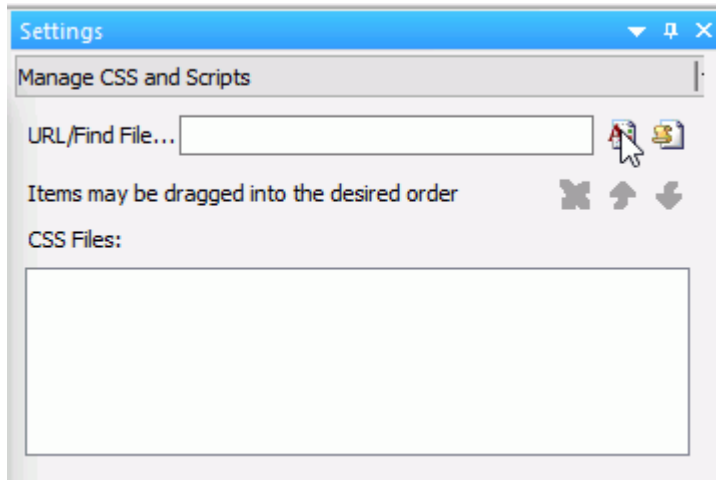 Settings
Manage CSS and Scripts
URL/Find File...
Items may be dragged into the desired order
CSS Files: